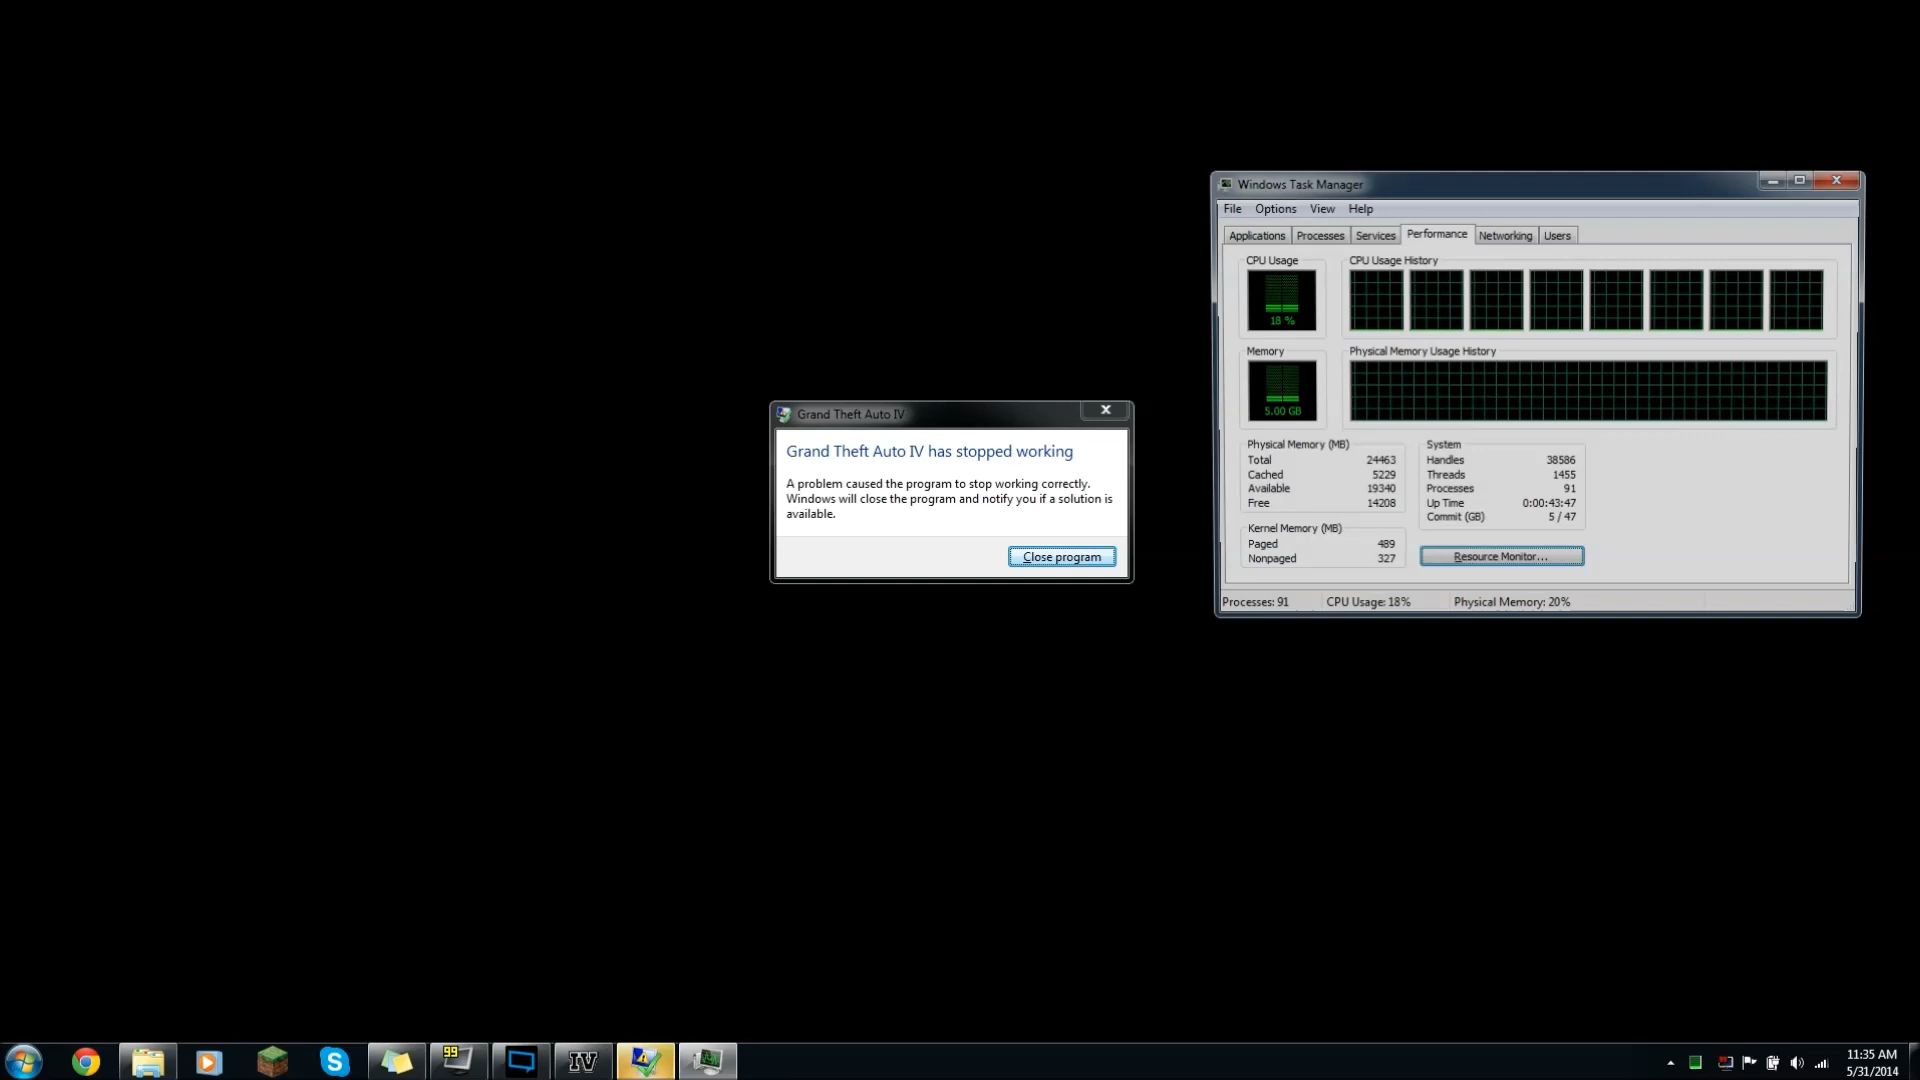 Windows Task Manager
File Options View Help
Applications Processes Services Performance Networking Users
CPU Usage CPU Usage History
18 %
Memory Physical Memory Usage History
5.00 GB
Grand Theft Auto IV
Grand Theft Auto IV has stopped working
A problem caused the program to stop working correctly.
Windows will close the program and notify you if a solution is
available.
Close program
Physical Memory (MB)
Total 24463
Cached 5229
Available 19340
Free 14208
Kernel Memory (MB)
Paged 489
Nonpaged 327
System
Handles 38586
Threads 1455
Processes 91
Up Time 0:00:43:47
Commit (GB) 5 / 47
Resource Monitor...
Processes: 91 CPU Usage: 18% Physical Memory: 20%
99
S
IV
11:35 AM
5/31/2014